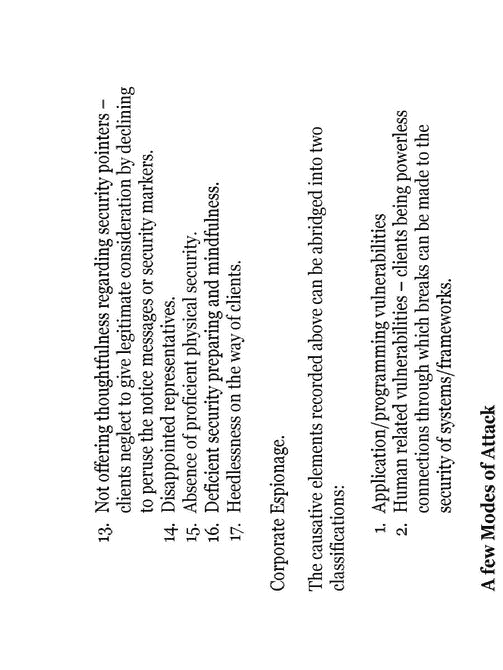 13. Not offering thoughtfulness regarding security pointers –
clients neglect to give legitimate consideration by declining
to peruse the notice messages or security markers.
14. Disappointed representatives.
15. Absence of proficient physical security.
16. Deficient security preparing and mindfulness.
17. Heedlessness on the way of clients.
Corporate Espionage.
The causative elements recorded above can be abridged into two
classifications:
1. Application/programming vulnerabilities
2. Human related vulnerabilities – clients being powerless
connections through which breaks can be made to the
security of systems/frameworks.
A few Modes of Attack